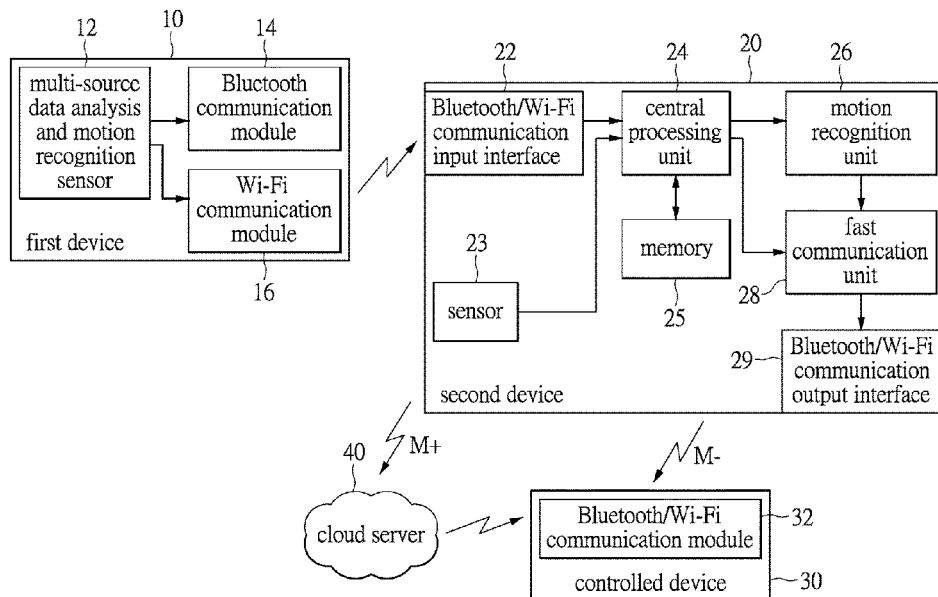 12
10
14
multi-source
data analysis
and motion
recognition
sensor
Bluctooth
communication
module
Wi-Fi
communication
module
first device
16
20
22
24
26
Bluetooth/Wi-Fi
communication
input interface
central
processing
unit
motion
recognition
unit
23
sensor
memory
25
fast
communication
unit
28
29
Bluetooth/Wi-Fi
communication
output interface
second device
M+
M-
40
cloud server
Bluetooth/Wi-Fi
communication module
32
controlled device
30